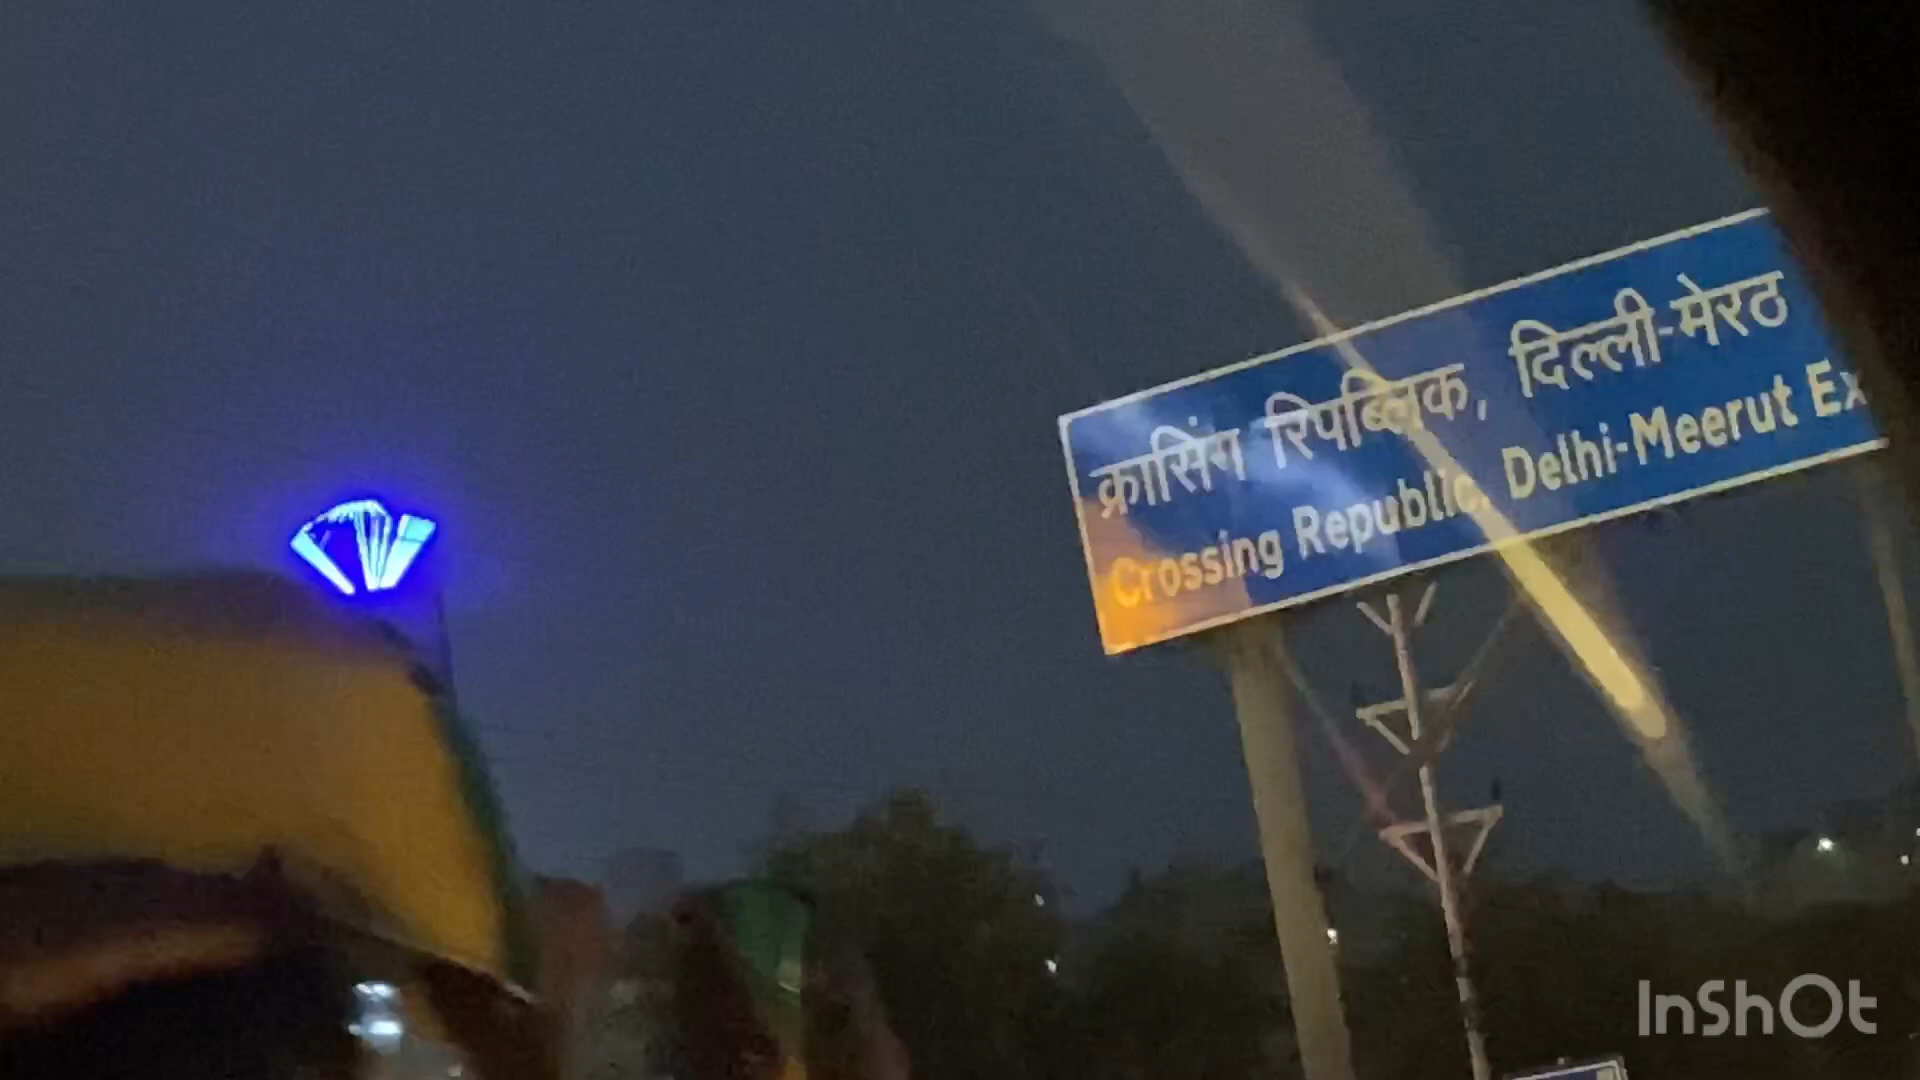 क्रासिंग रिपब्लिक, दिल्ली-मेरठ
Crossing Republic, Delhi-Meerut Ex
InShOt